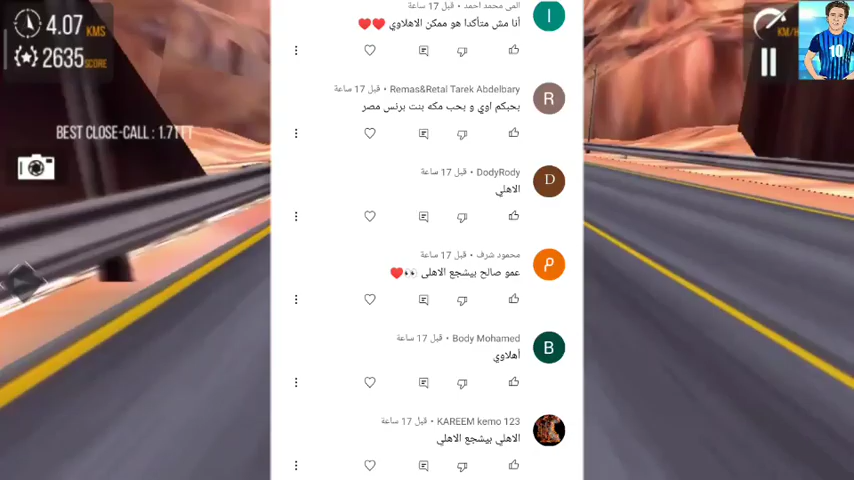 4.07 KMS
2635 SCORE
BEST CLOSE-CALL : 1.71
KM/H
10
المى محمد احمد • قبل 17 ساعة
أنا مش متأكدا هو ممكن الاهلاوي ♥♥
I
Remas&Retal Tarek Abdelbary • قبل 17 ساعة
بحبكم اوي و بحب مكه بنت برنس مصر
R
DodyRody • قبل 17 ساعة
الاهلي
D
محمود شرف • قبل 17 ساعة
عمو صالح بيشجع الاهلى 👀♥
م
Body Mohamed • قبل 17 ساعة
أهلاوي
B
KAREEM kemo 123 • قبل 17 ساعة
الاهلي بيشجع الاهلي